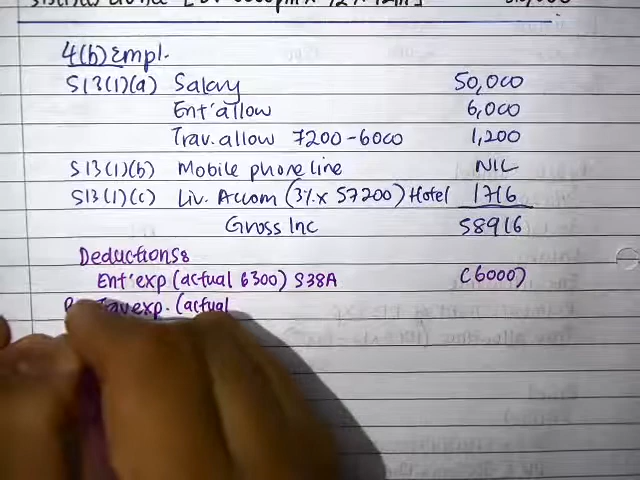 4(b) Empl.
S13(1)(a) Salary 50,000
Ent'allow 6,000
Trav. allow 7200-6000 1,200
S13(1)(b) Mobile phone line NIL
S13(1)(c) Liv. Accom (3% x 57200) Hotel 1716
Gross Inc 58916
Deductions:
Ent'exp (actual 6300) S38A (6000)
Trav exp. (actual